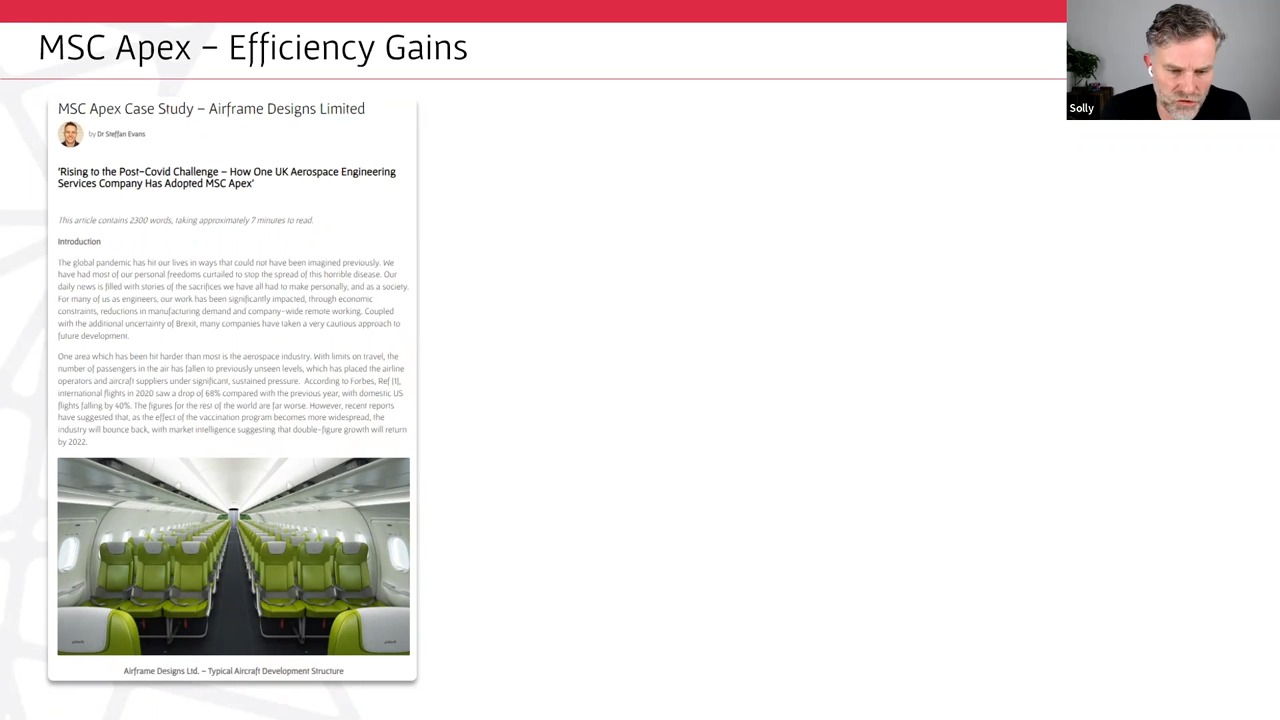 MSC Apex – Efficiency Gains
Solly
MSC Apex Case Study – Airframe Designs Limited
by Dr Steffan Evans
'Rising to the Post-Covid Challenge – How One UK Aerospace Engineering
Services Company Has Adopted MSC Apex'
This article contains 2300 words, taking approximately 7 minutes to read.
Introduction
The global pandemic has hit our lives in ways that could not have been imagined previously. We
have had most of our personal freedoms curtailed to stop the spread of this horrible disease. Our
daily news is filled with stories of the sacrifices we have all had to make personally, and as a society.
For many of us as engineers, our work has been significantly impacted, through economic
constraints, reductions in manufacturing demand and company-wide remote working. Coupled
with the additional uncertainty of Brexit, many companies have taken a very cautious approach to
future development.
One area which has been hit harder than most is the aerospace industry. With limits on travel, the
number of passengers in the air has fallen to previously unseen levels, which has placed the airline
operators and aircraft suppliers under significant, sustained pressure. According to Forbes, Ref [1],
international flights in 2020 saw a drop of 68% compared with the previous year, with domestic US
flights falling by 40%. The figures for the rest of the world are far worse. However, recent reports
have suggested that, as the effect of the vaccination program becomes more widespread, the
industry will bounce back, with market intelligence suggesting that double-figure growth will return
by 2022.
Airframe Designs Ltd. – Typical Aircraft Development Structure